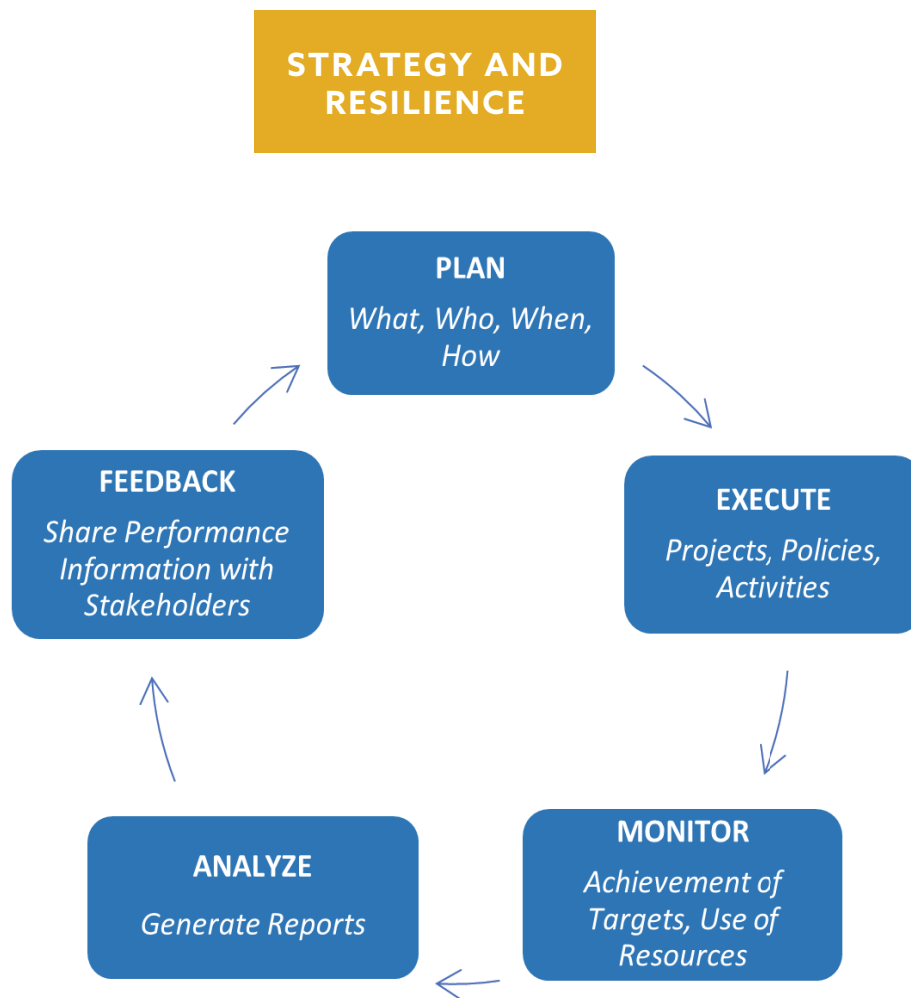 STRATEGY AND
RESILIENCE
PLAN
What, Who, When,
How
EXECUTE
Projects, Policies,
Activities
MONITOR
Achievement of
Targets, Use of
Resources
ANALYZE
Generate Reports
FEEDBACK
Share Performance
Information with
Stakeholders